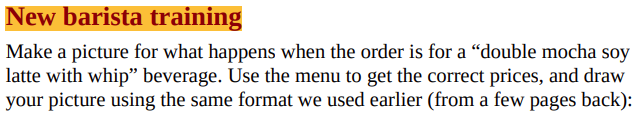 New barista training
Make a picture for what happens when the order is for a “double mocha soy
latte with whip” beverage. Use the menu to get the correct prices, and draw
your picture using the same format we used earlier (from a few pages back):